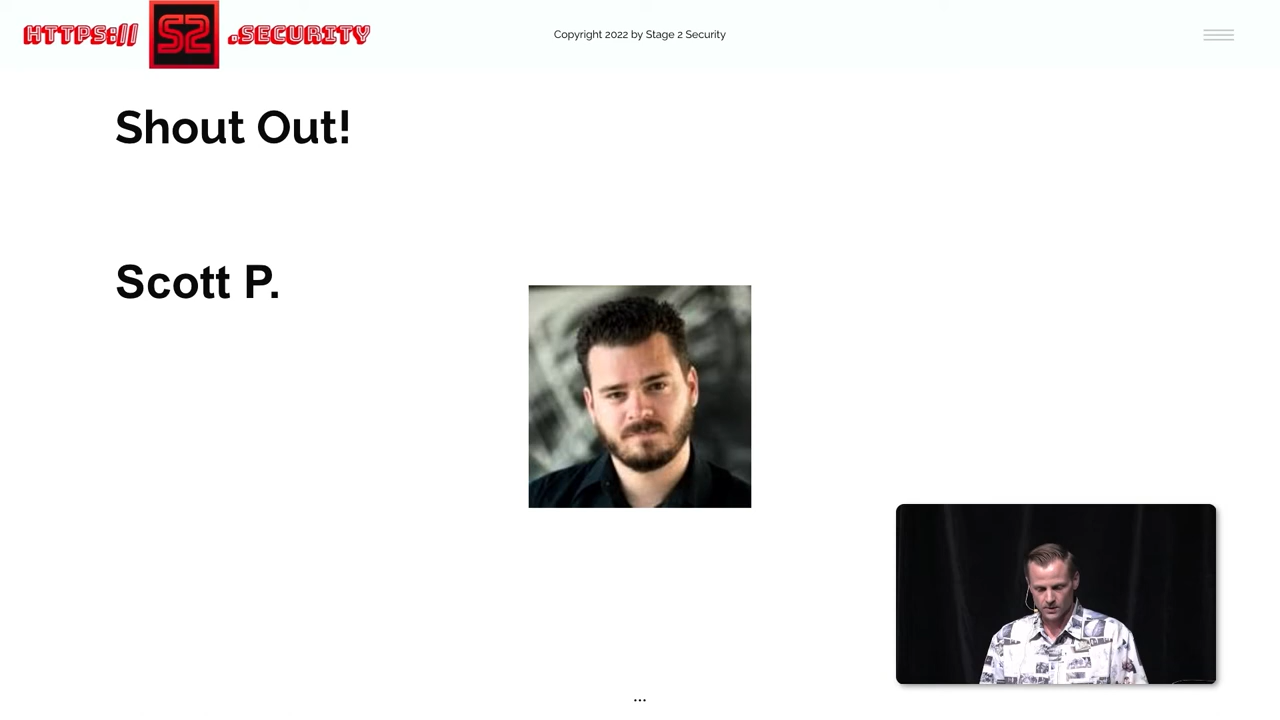 HTTPS:// S2 .SECURITY
Copyright 2022 by Stage 2 Security
Shout Out!
Scott P.
...